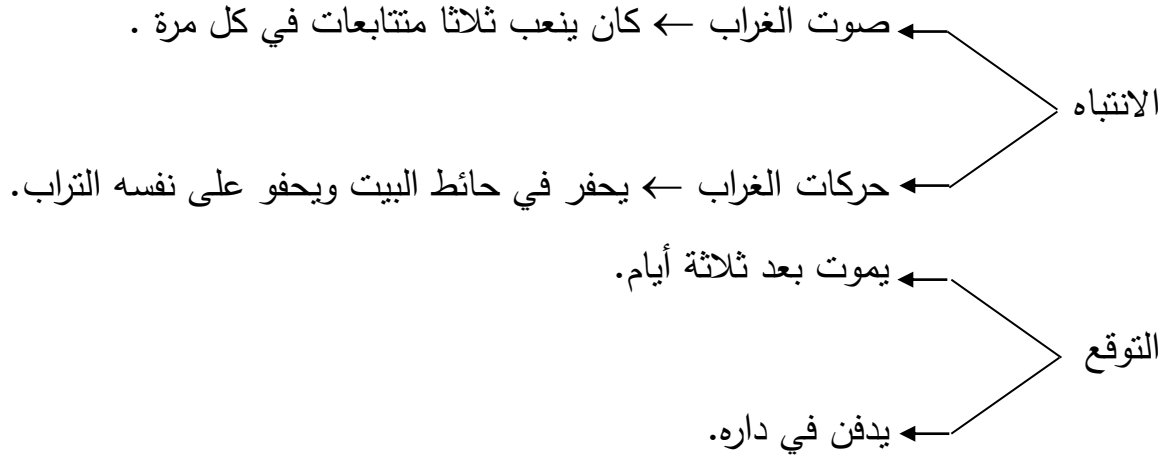 صوت الغراب ← كان ينعب ثلاثا متتابعات في كل مرة .
الانتباه
حركات الغراب ← يحفر في حائط البيت ويحفو على نفسه التراب.
يموت بعد ثلاثة أيام.
التوقع
يدفن في داره.